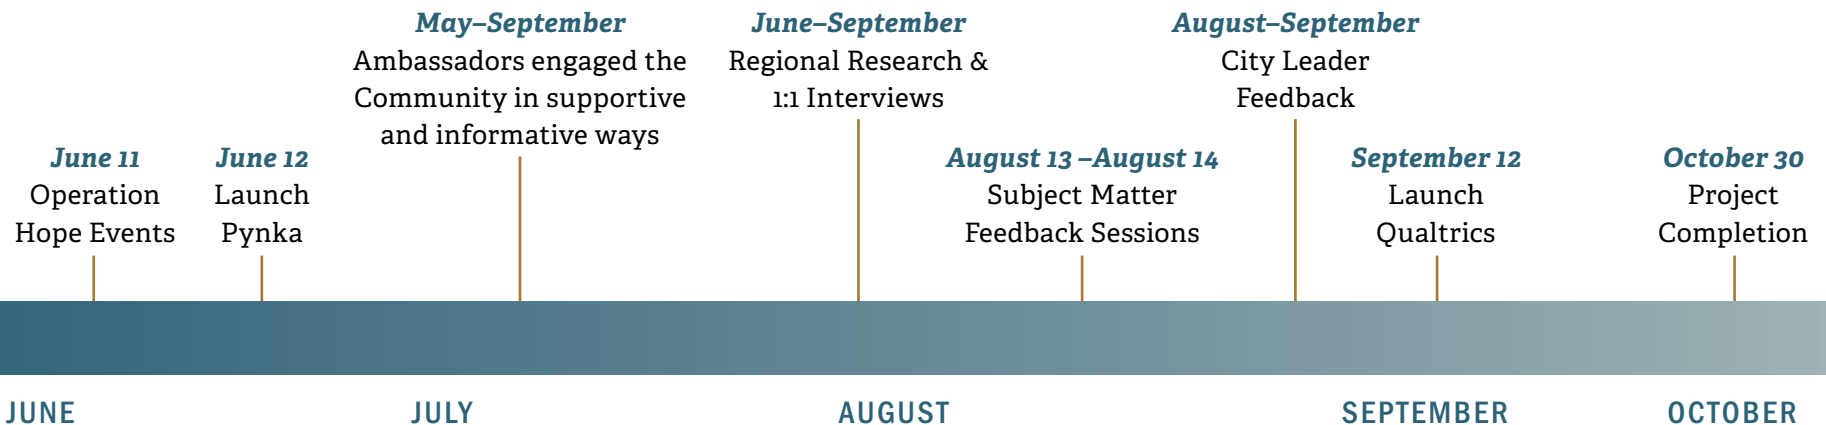 June 11
Operation
Hope Events
June 12
Launch
Pynka
May–September
Ambassadors engaged the
Community in supportive
and informative ways
June–September
Regional Research &
1:1 Interviews
August 13 –August 14
Subject Matter
Feedback Sessions
August–September
City Leader
Feedback
September 12
Launch
Qualtrics
October 30
Project
Completion
JUNE
JULY
AUGUST
SEPTEMBER
OCTOBER